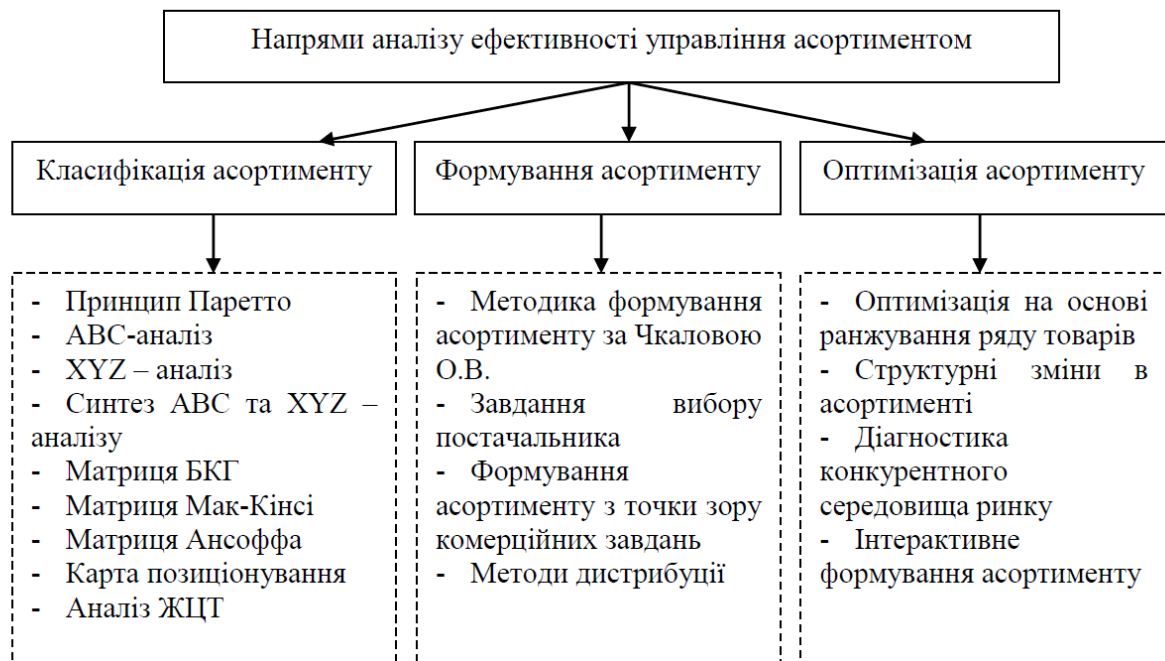 Напрями аналізу ефективності управління асортиментом
Класифікація асортименту
Формування асортименту
Оптимізація асортименту
- Принцип Паретто
- АВС-аналіз
- XYZ – аналіз
- Синтез АВС та XYZ –
аналізу
- Матриця БКГ
- Матриця Мак-Кінсі
- Матриця Ансоффа
- Карта позиціонування
- Аналіз ЖЦТ
- Методика формування
асортименту за Чкаловою
О.В.
- Завдання вибору
постачальника
- Формування
асортименту з точки зору
комерційних завдань
- Методи дистрибуції
- Оптимізація на основі
ранжування ряду товарів
- Структурні зміни в
асортименті
- Діагностика
конкурентного
середовища ринку
- Інтерактивне
формування асортименту